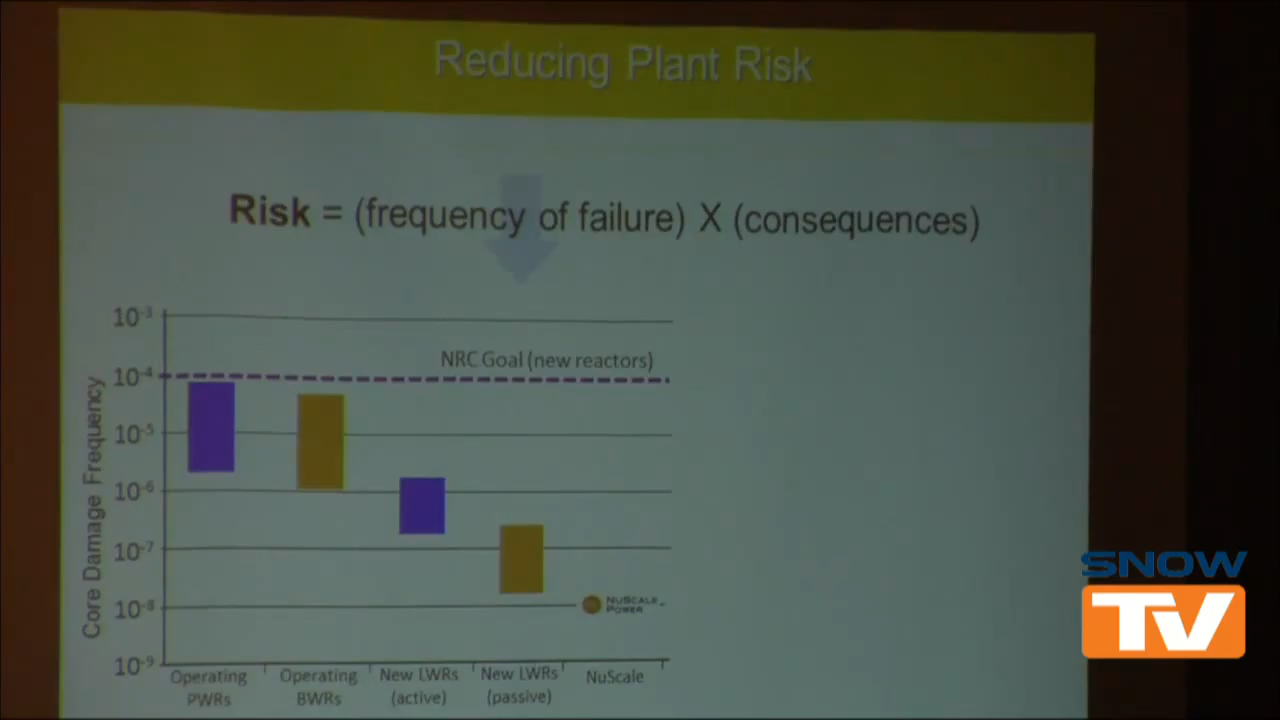 Reducing Plant Risk
Risk = (frequency of failure) X (consequences)
10-3
NRC Goal (new reactors)
10-4
10-5
10-6
10-7
10-8
10-9
Core Damage Frequency
NUSCALE
POWER
Operating
PWRs
Operating
BWRs
New LWRs
(active)
New LWRs
(passive)
NuScale
SNOW
TV